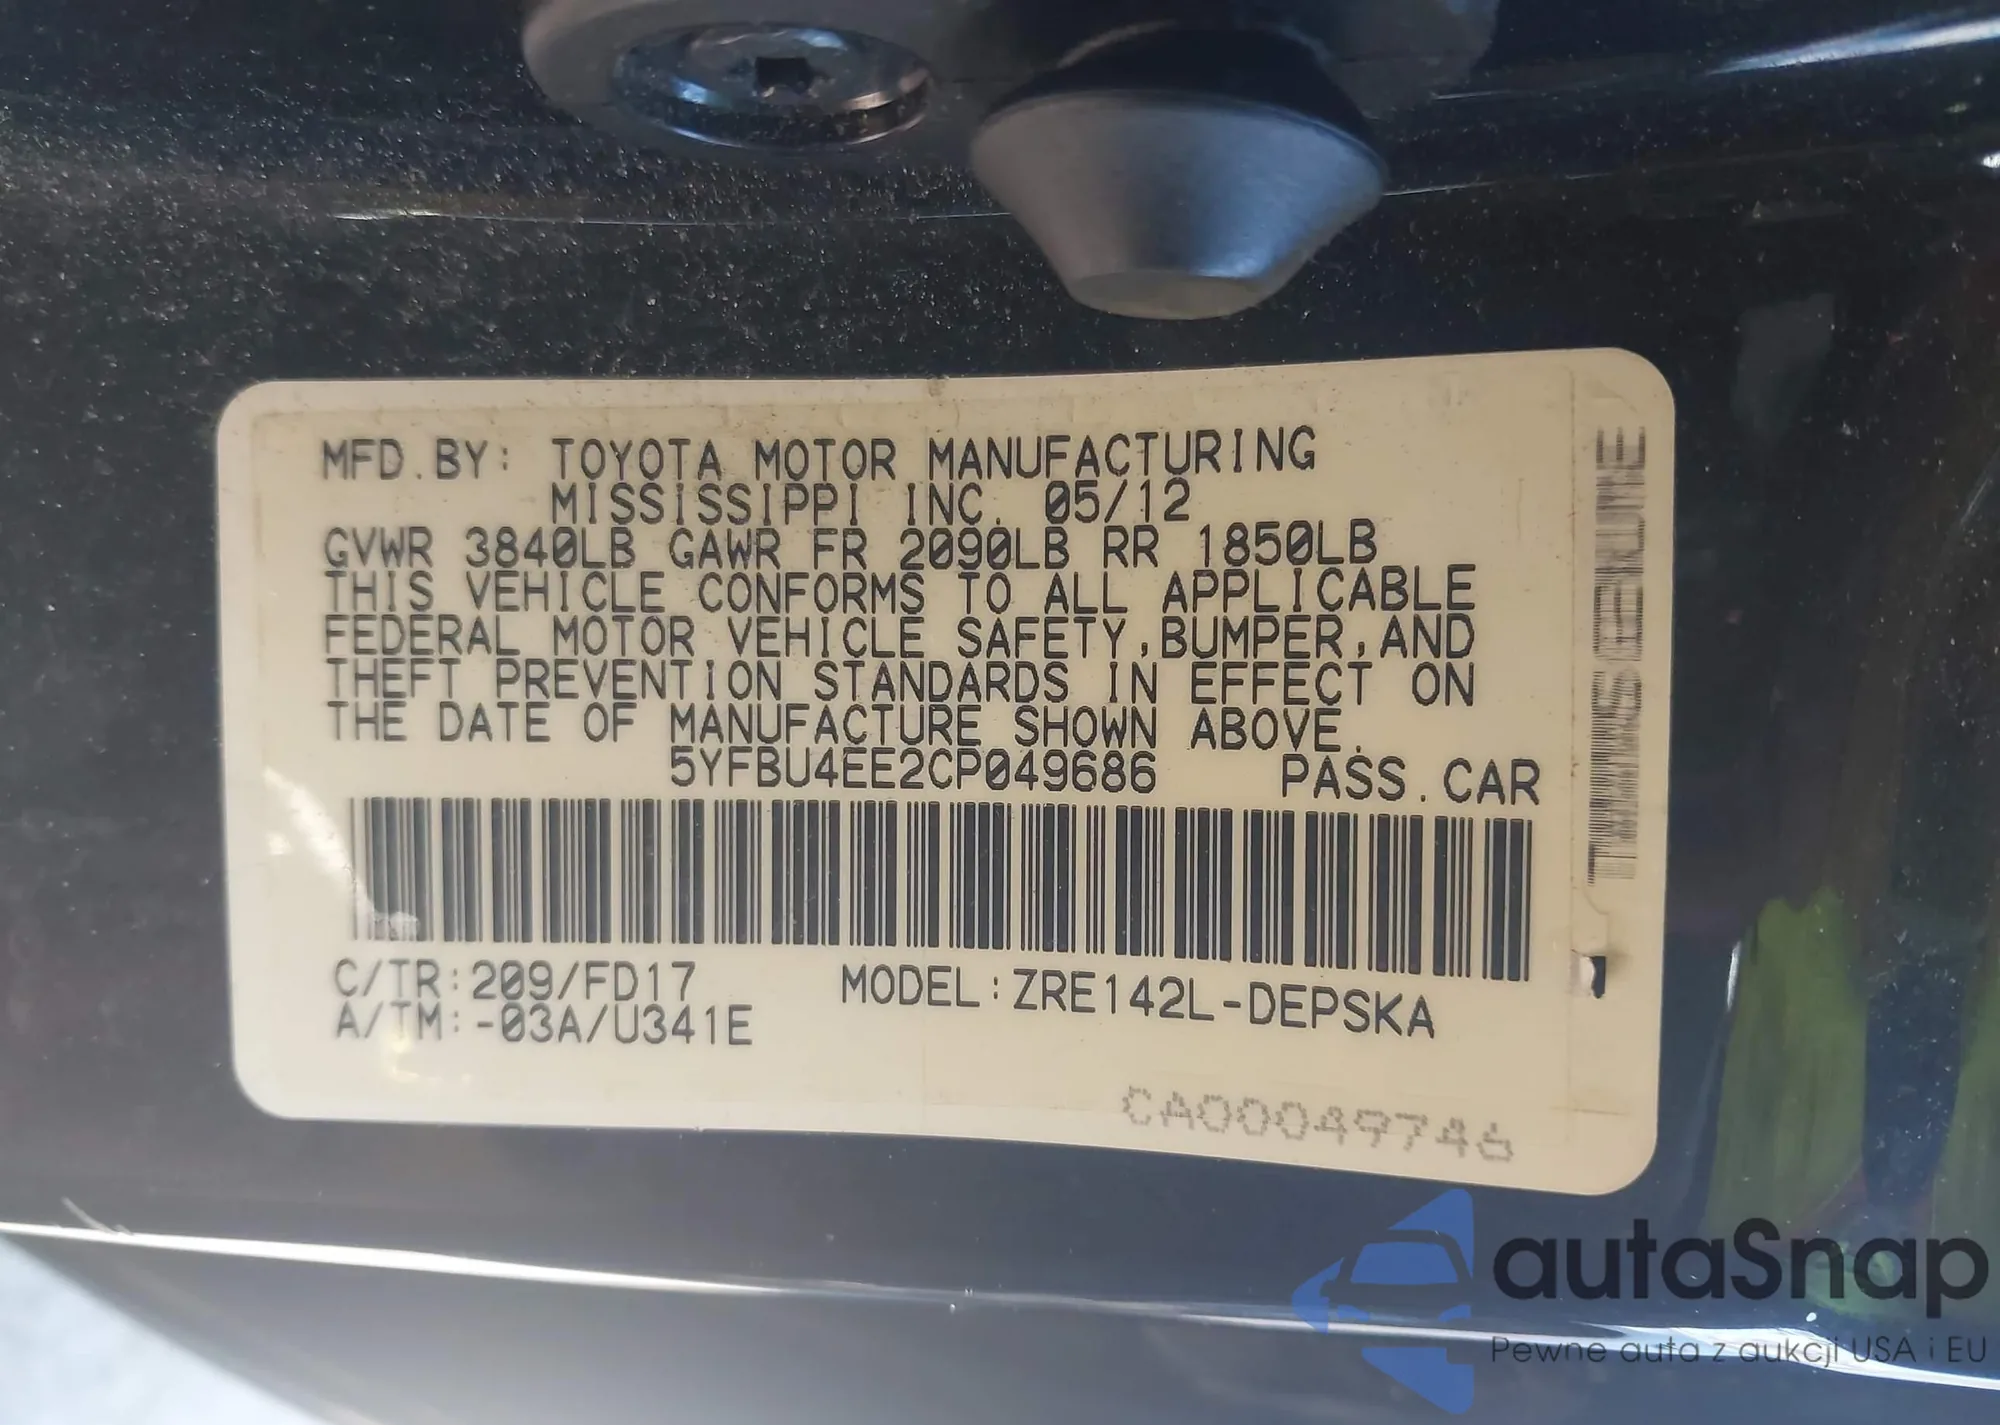 MFD.BY: TOYOTA MOTOR MANUFACTURING
MISSISSIPPI INC. 05/12
GVWR 3840LB GAWR FR 2090LB RR 1850LB
THIS VEHICLE CONFORMS TO ALL APPLICABLE
FEDERAL MOTOR VEHICLE SAFETY,BUMPER,AND
THEFT PREVENTION STANDARDS IN EFFECT ON
THE DATE OF MANUFACTURE SHOWN ABOVE.
5YFBU4EE2CP049686 PASS.CAR
C/TR:209/FD17 MODEL:ZRE142L-DEPSKA
A/TM:-03A/U341E
CA00049746
autaSnap
Pewne auta z aukcji USA i EU